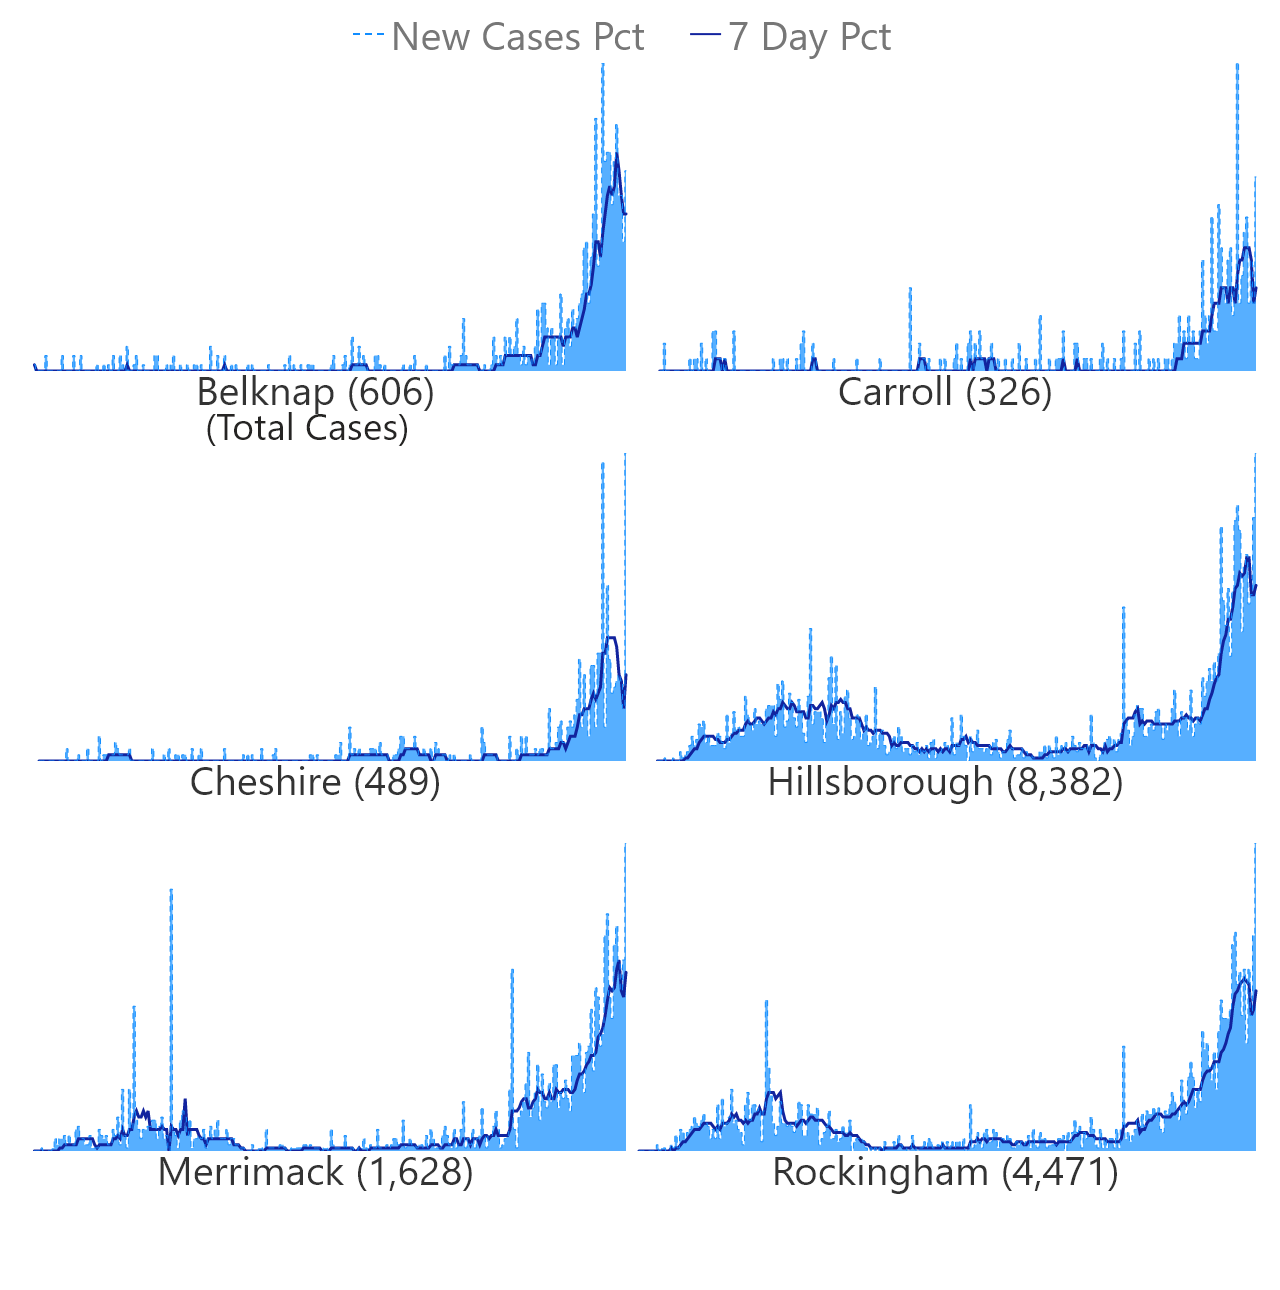 New Cases Pct 7 Day Pct
Belknap (606) Carroll (326)
(Total Cases)
Cheshire (489) Hillsborough (8,382)
Merrimack (1,628) Rockingham (4,471)